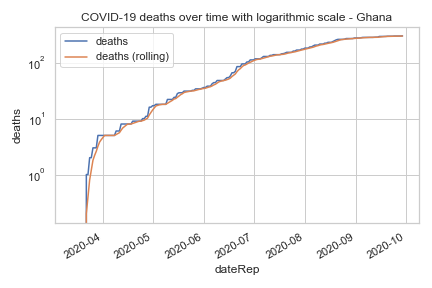 COVID-19 deaths over time with logarithmic scale - Ghana
deaths
deaths (rolling)
10²
10¹
10⁰
deaths
2020-04
2020-05
2020-06
2020-07
2020-08
2020-09
2020-10
dateRep